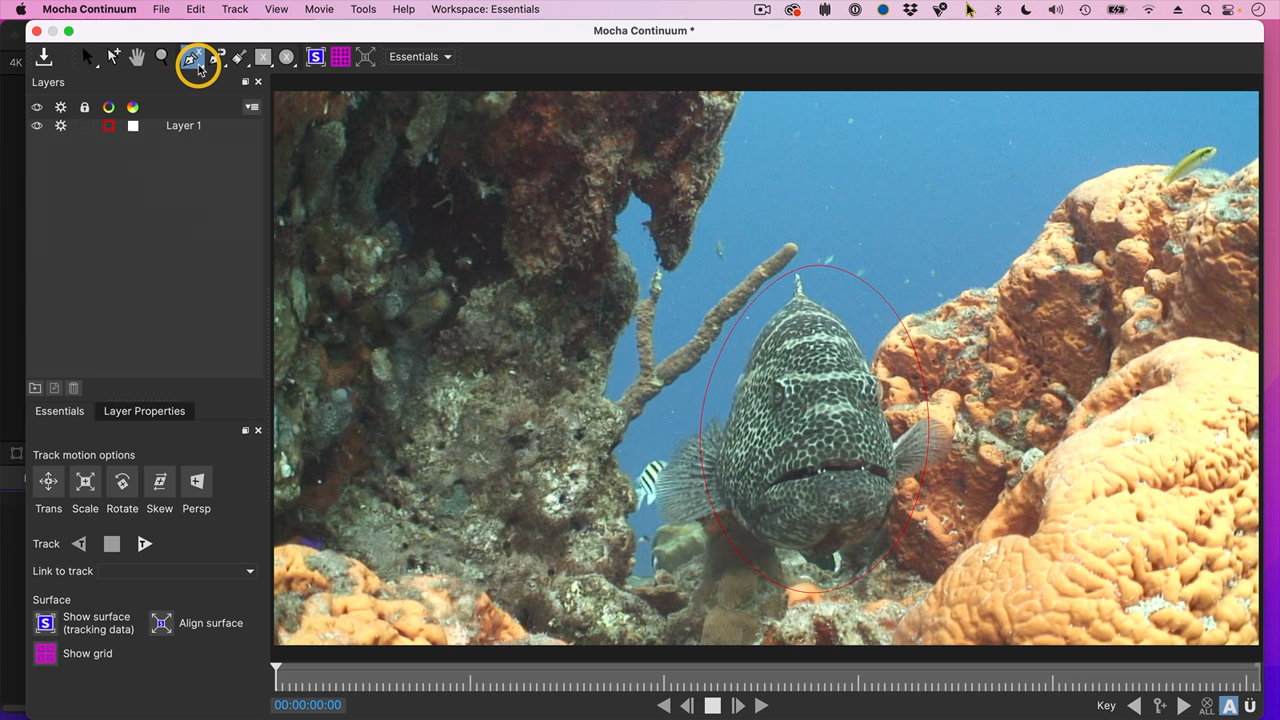 Mocha Continuum File Edit Track View Movie Tools Help Workspace: Essentials
Mocha Continuum *
4K
Essentials
Layers
Layer 1
Essentials Layer Properties
Track motion options
Trans Scale Rotate Skew Persp
Track
Link to track
Surface
Show surface
(tracking data)
Align surface
Show grid
00:00:00:00
Key
ALL
A
Ü